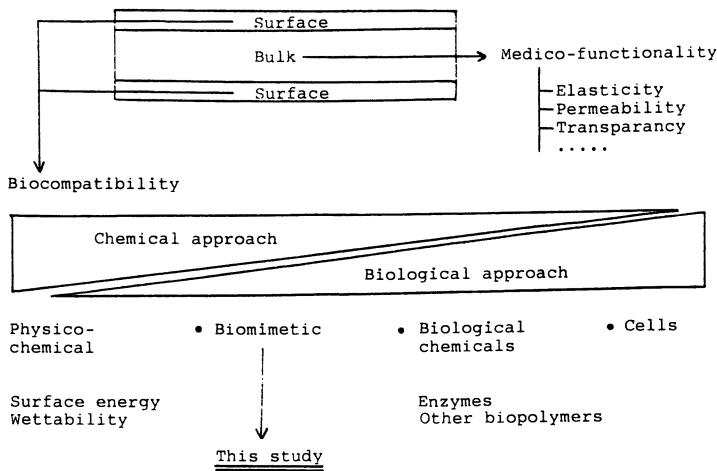 Surface
Bulk
Medico-functionality
Surface
Elasticity
Permeability
Transparancy
.....
Biocompatibility
Chemical approach
Biological approach
Physico-
chemical
• Biomimetic
• Biological
chemicals
• Cells
Surface energy
Wettability
Enzymes
Other biopolymers
This study